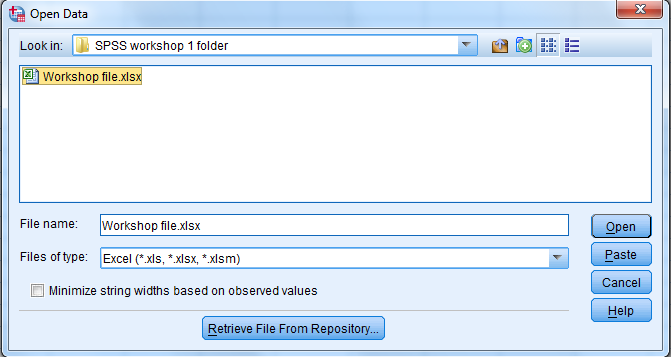 Open Data
Look in: SPSS workshop 1 folder
Workshop file.xlsx
File name: Workshop file.xlsx
Open
Files of type: Excel (*.xls, *.xlsx, *.xlsm)
Paste
Minimize string widths based on observed values
Cancel
Help
Retrieve File From Repository...